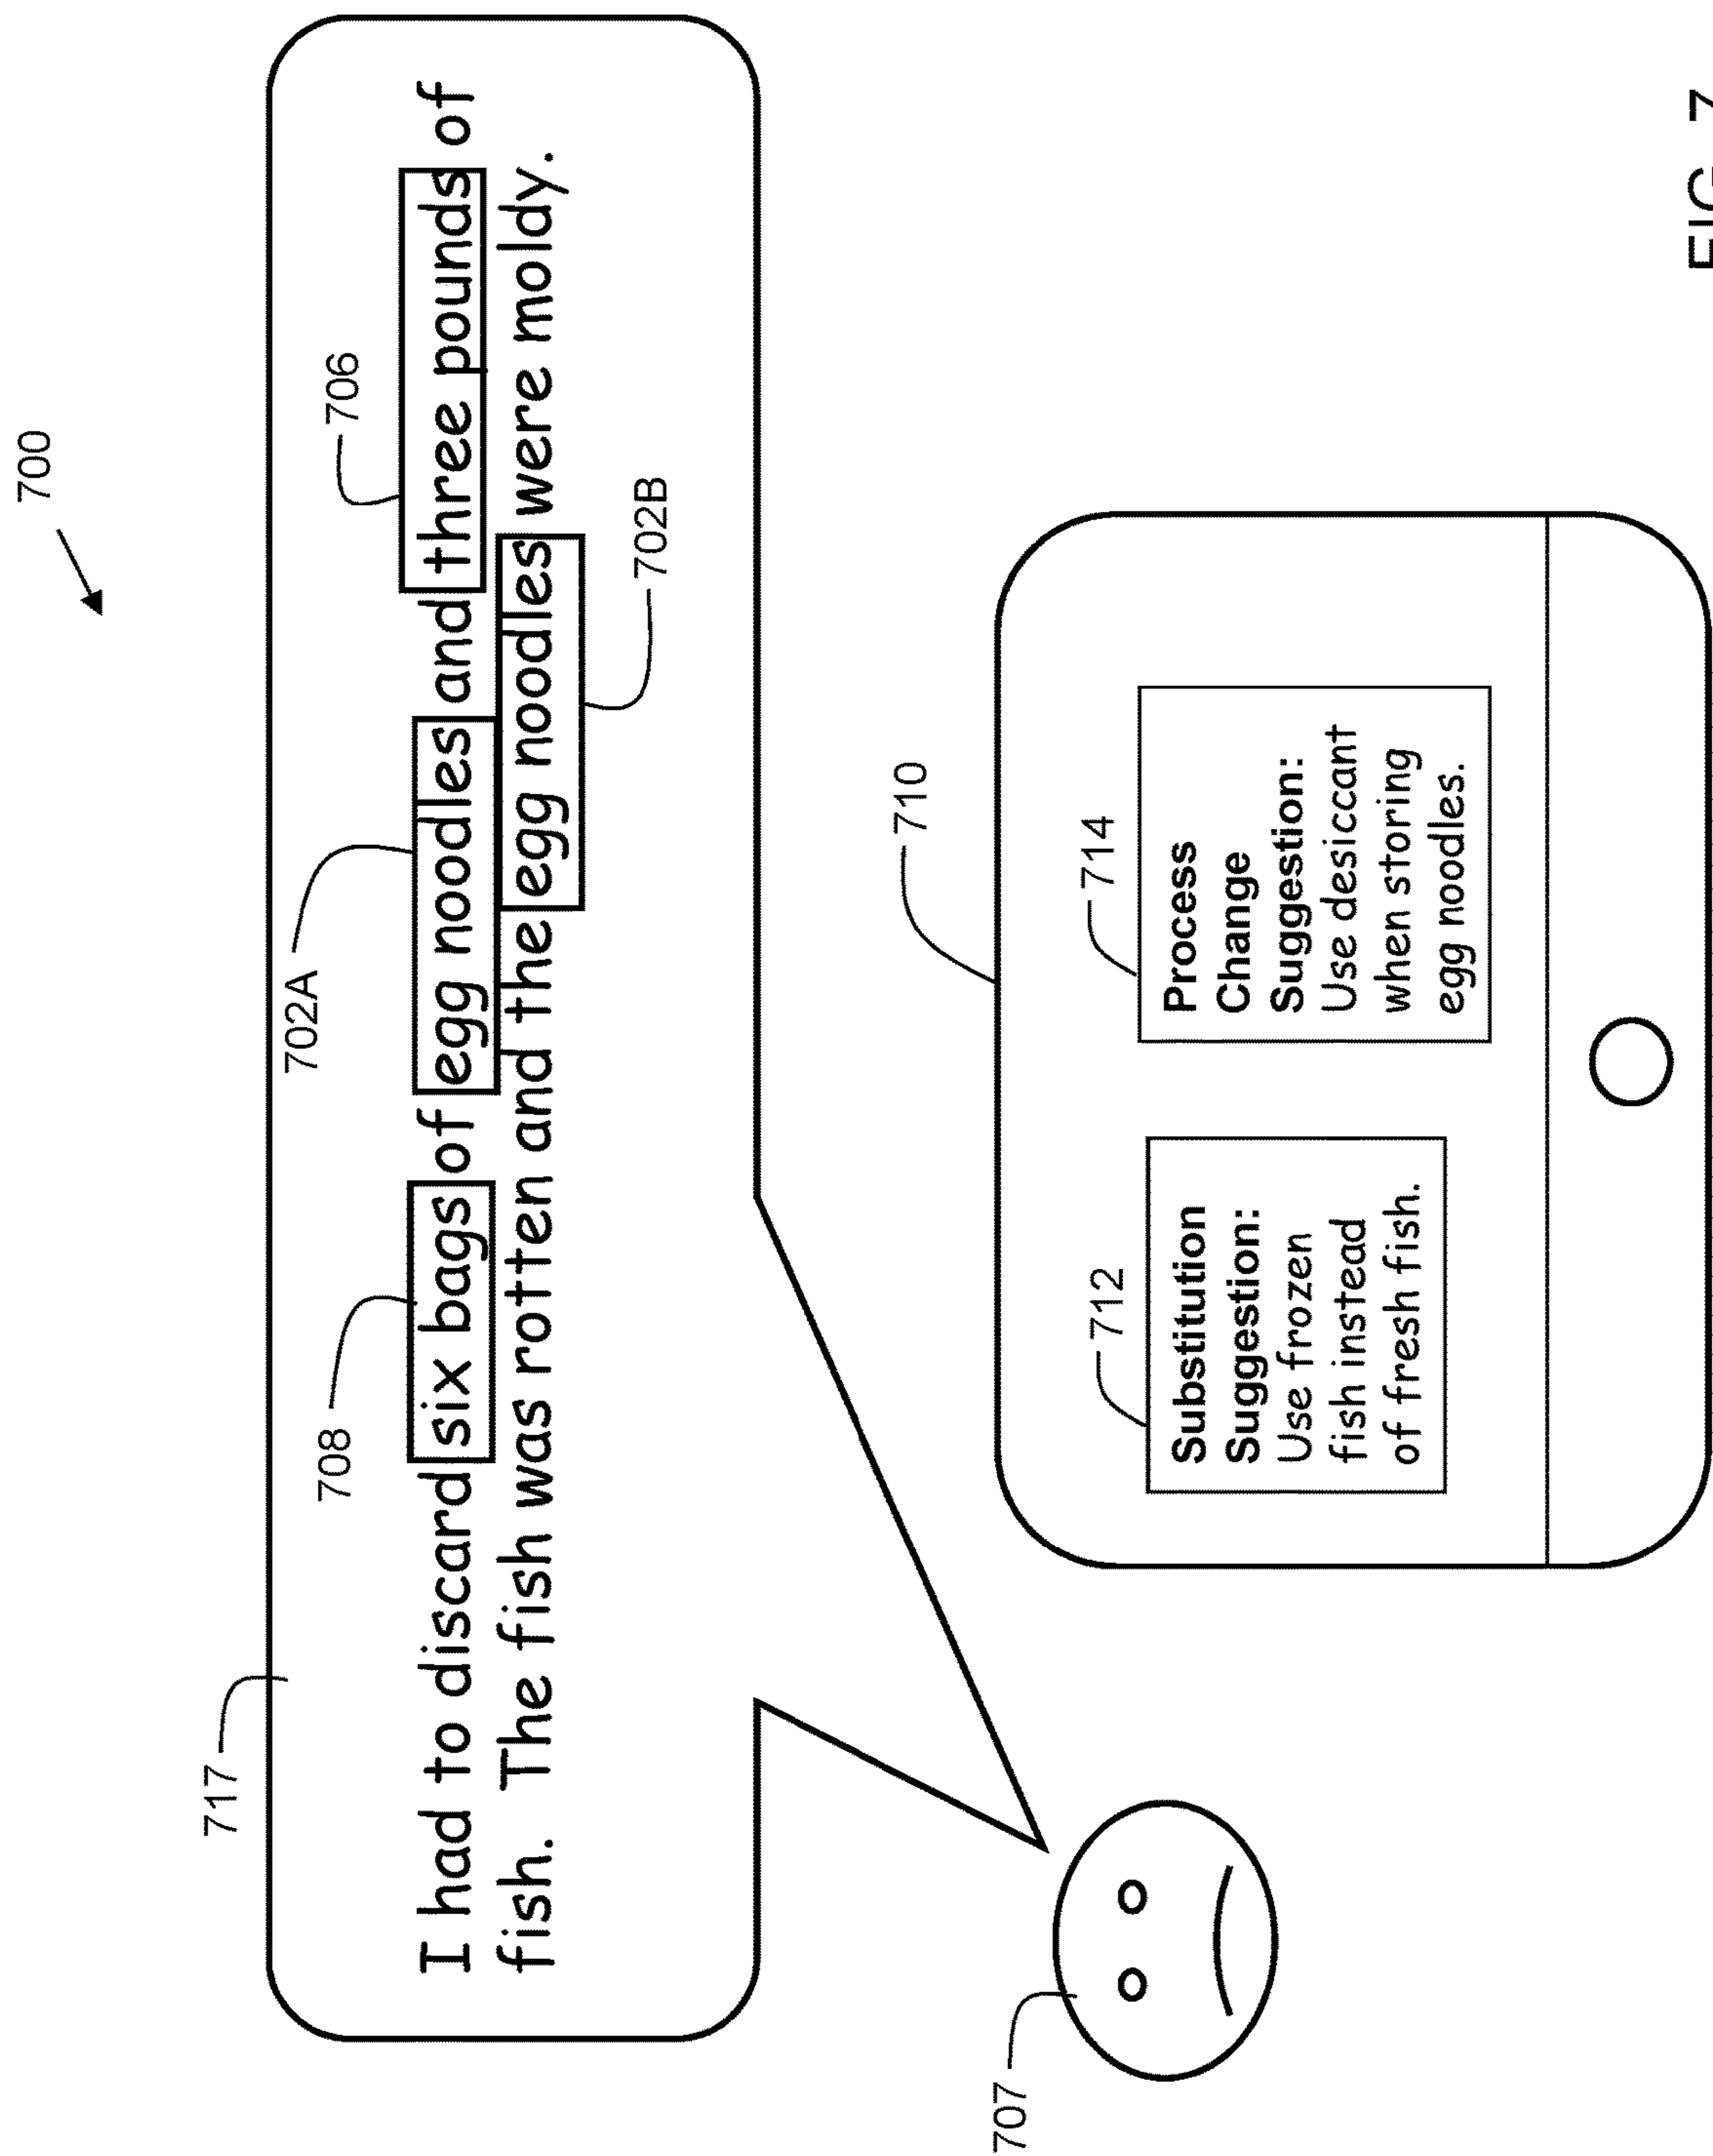 700
717
708
702A
706
I had to discard six bags of egg noodles and three pounds of
fish. The fish was rotten and the egg noodles were moldy.
702B
707
710
712
Substitution
Suggestion:
Use frozen
fish instead
of fresh fish.
714
Process
Change
Suggestion:
Use desiccant
when storing
egg noodles.
FIG. 7